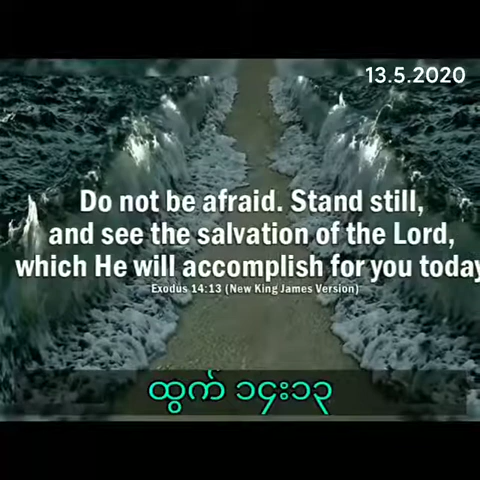 13.5.2020
Do not be afraid. Stand still,
and see the salvation of the Lord,
which He will accomplish for you today
Exodus 14:13 (New King James Version)
ထွက် ၁၄း၁၃